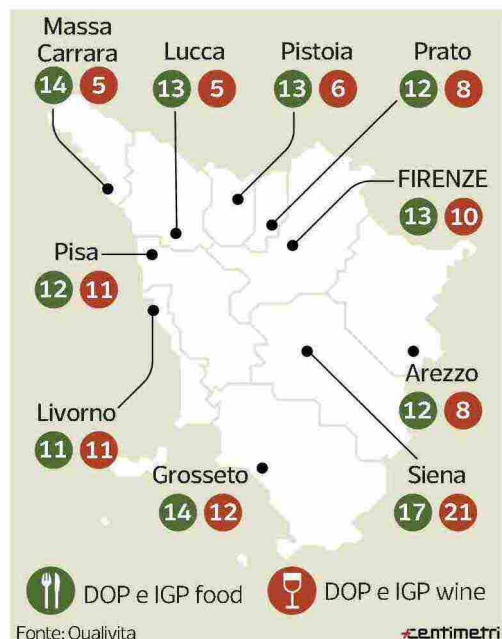 Massa
Carrara
14 5
Lucca
13 5
Pistoia
13 6
Prato
12 8
FIRENZE
13 10
Pisa
12 11
Livorno
11 11
Arezzo
12 8
Grosseto
14 12
Siena
17 21
DOP e IGP food
DOP e IGP wine
Fonte: Qualivita
centimetri